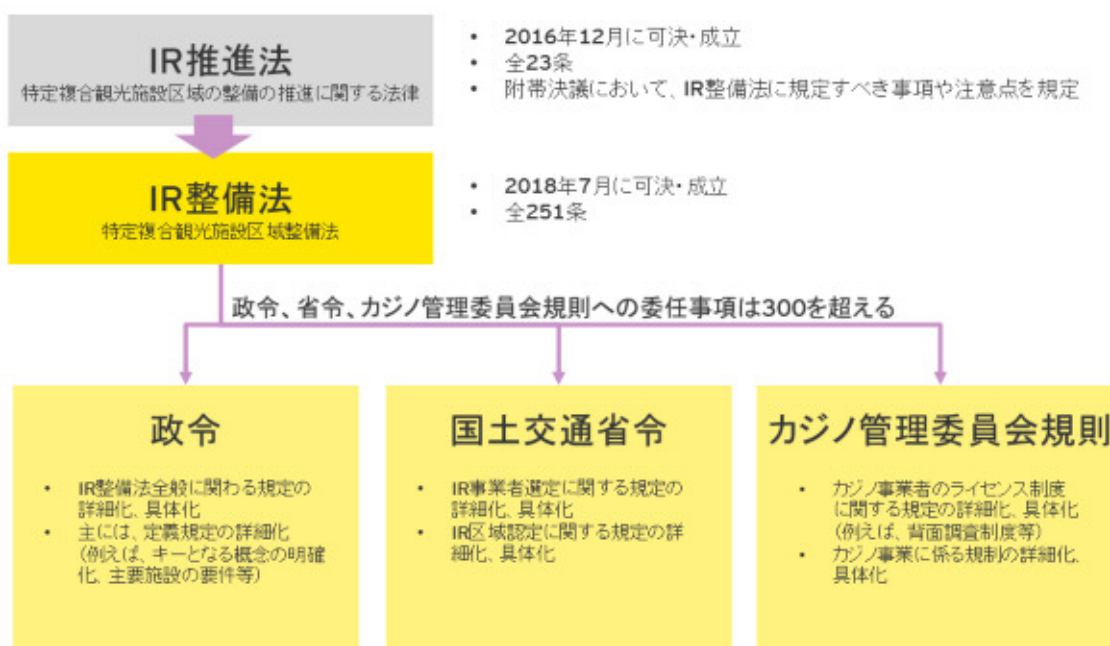 IR推進法
特定複合観光施設区域の整備の推進に関する法律
• 2016年12月に可決・成立
• 全23条
• 附帯決議において、IR整備法に規定すべき事項や注意点を規定
IR整備法
特定複合観光施設区域整備法
• 2018年7月に可決・成立
• 全251条
政令、省令、カジノ管理委員会規則への委任事項は300を超える
政令
• IR整備法全般に関わる規定の
詳細化、具体化
• 主には、定義規定の詳細化
(例えば、キーとなる概念の明確
化、主要施設の要件等)
国土交通省令
• IR事業者選定に関する規定の
詳細化、具体化
• IR区域認定に関する規定の詳
細化、具体化
カジノ管理委員会規則
• カジノ事業者のライセンス制度
に関する規定の詳細化、具体化
(例えば、背面調査制度等)
• カジノ事業に係る規制の詳細化、
具体化